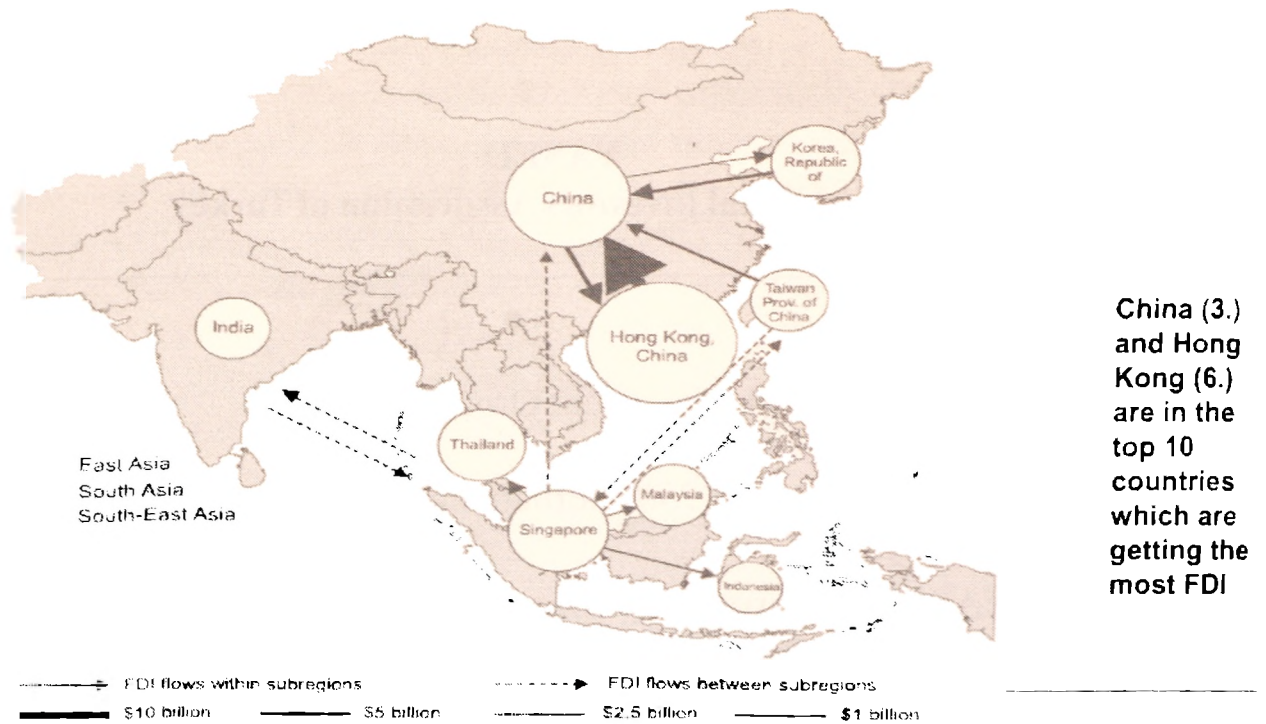 Korea,
Republic
of
China
Taiwan
Prov. of
China
India
Hong Kong,
China
Thailand
Malaysia
Singapore
Indonesia
East Asia
South Asia
South-East Asia
China (3.)
and Hong
Kong (6.)
are in the
top 10
countries
which are
getting the
most FDI
FDI flows within subregions
FDI flows between subregions
$10 billion
$5 billion
$2.5 billion
$1 billion